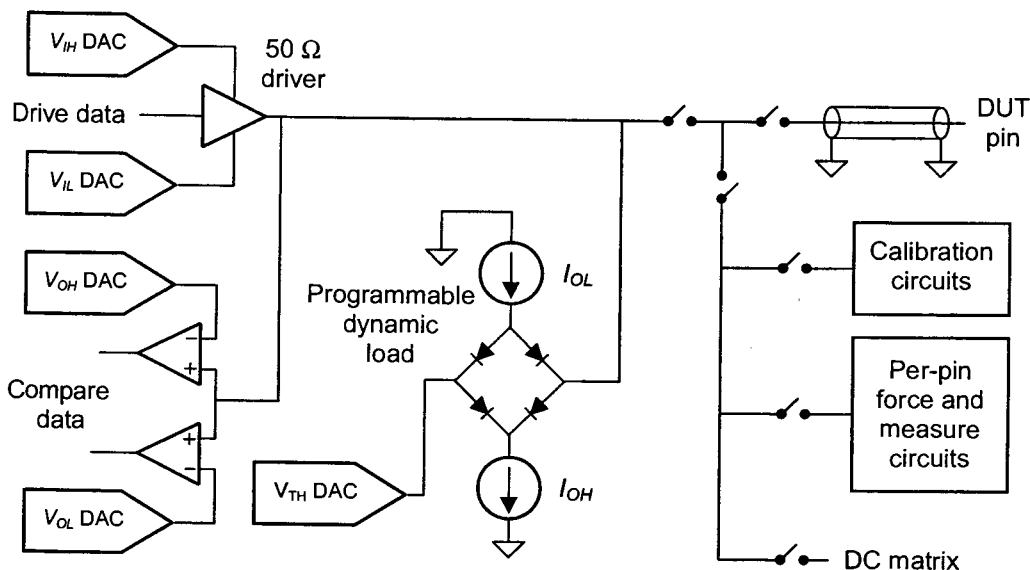 V_IH DAC
50 Ω
driver
Drive data
V_IL DAC
DUT
pin
V_OH DAC
Programmable
dynamic
load
I_OL
Calibration
circuits
−
+
Compare
data
+
−
Per-pin
force and
measure
circuits
V_TH DAC
I_OH
V_OL DAC
DC matrix